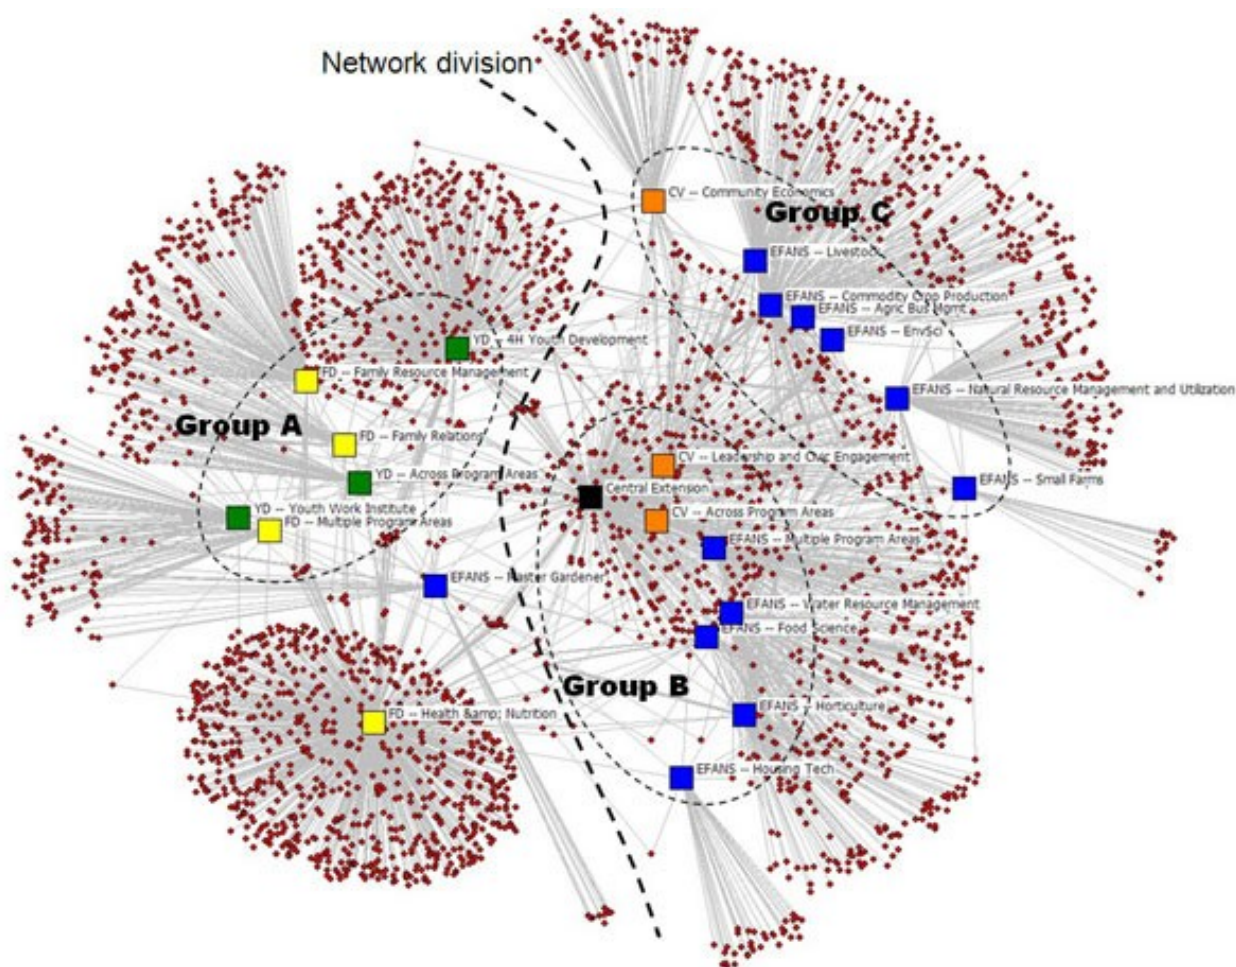 Network division
CV -- Community Economics
Group C
EFANS -- Livestock
EFANS -- Commodity Crop Production
EFANS -- Agric Bus Mgmt
EFANS -- EnvSci
YD -- 4H Youth Development
FD -- Family Resource Management
EFANS -- Natural Resource Management and Utilization
Group A
FD -- Family Relations
CV -- Leadership and Civic Engagement
YD -- Across Program Areas
EFANS -- Small Farms
Central Extension
YD -- Youth Work Institute
CV -- Across Program Areas
FD -- Multiple Program Areas
EFANS -- Multiple Program Areas
EFANS -- Master Gardener
EFANS -- Water Resource Management
EFANS -- Food Science
Group B
EFANS -- Horticulture
FD -- Health &amp; Nutrition
EFANS -- Housing Tech